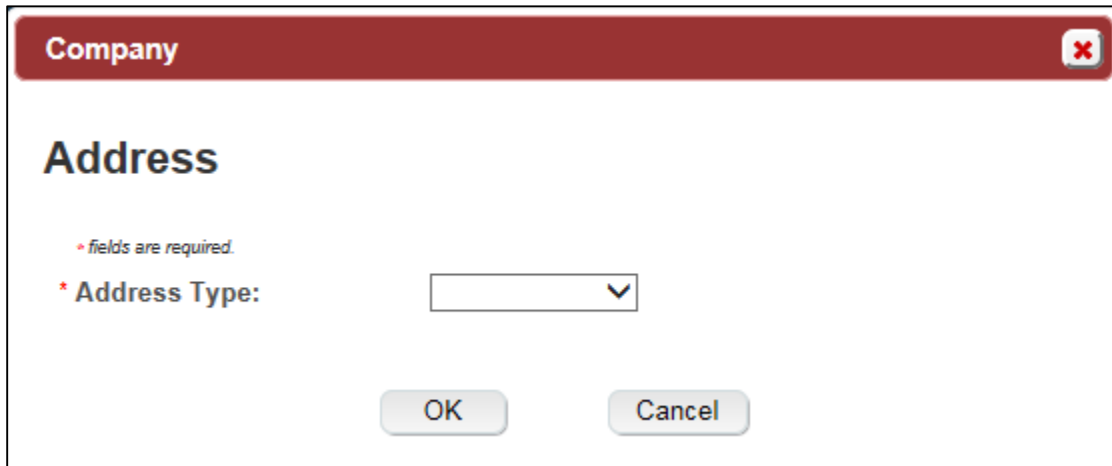 Company
Address
* fields are required.
* Address Type:
OK Cancel